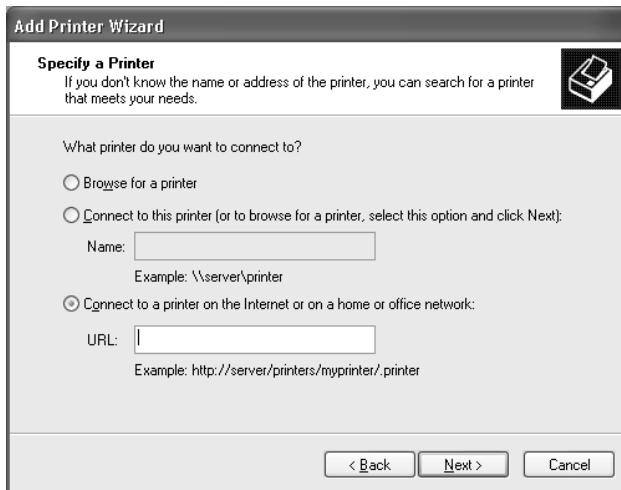 Add Printer Wizard
Specify a Printer
If you don't know the name or address of the printer, you can search for a printer
that meets your needs.
What printer do you want to connect to?
Browse for a printer
Connect to this printer (or to browse for a printer, select this option and click Next):
Name:
Example: \\server\printer
Connect to a printer on the Internet or on a home or office network:
URL:
Example: http://server/printers/myprinter/.printer
< Back Next > Cancel